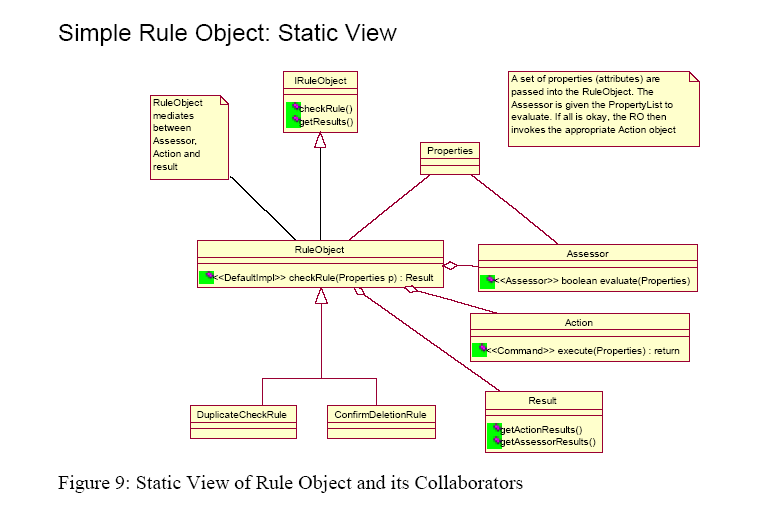 Simple Rule Object: Static View
IRuleObject
checkRule()
getResults()
RuleObject
mediates
between
Assessor,
Action and
result
A set of properties (attributes) are
passed into the RuleObject. The
Assessor is given the PropertyList to
evaluate. If all is okay, the RO then
invokes the appropriate Action object
Properties
RuleObject
<<DefaultImpl>> checkRule(Properties p) : Result
Assessor
<<Assessor>> boolean evaluate(Properties)
Action
<<Command>> execute(Properties) : return
Result
getActionResults()
getAssessorResults()
DuplicateCheckRule
ConfirmDeletionRule
Figure 9: Static View of Rule Object and its Collaborators